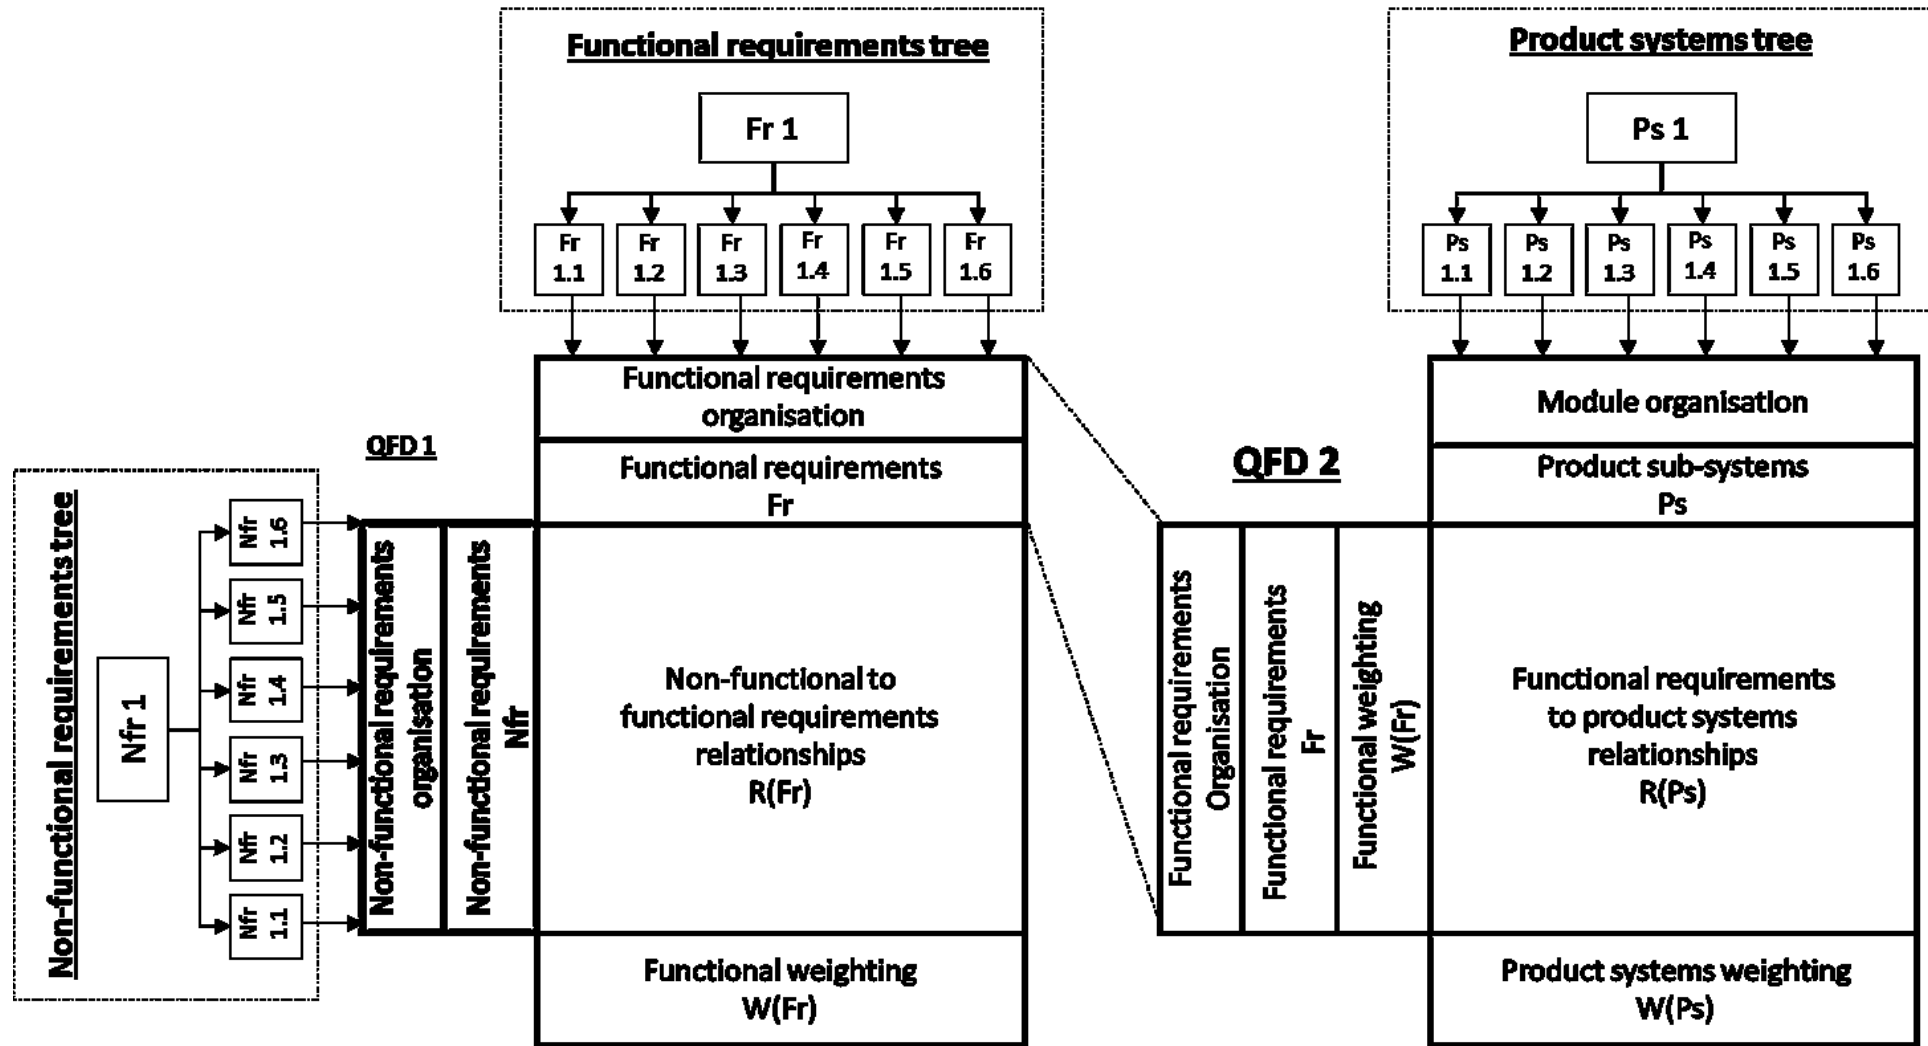 Functional requirements tree
Fr 1
Fr
1.1
Fr
1.2
Fr
1.3
Fr
1.4
Fr
1.5
Fr
1.6
Product systems tree
Ps 1
Ps
1.1
Ps
1.2
Ps
1.3
Ps
1.4
Ps
1.5
Ps
1.6
QFD 1
Functional requirements
organisation
Functional requirements
Fr
Non-functional requirements tree
Nfr 1
Nfr
1.6
Nfr
1.5
Nfr
1.4
Nfr
1.3
Nfr
1.2
Nfr
1.1
Non-functional requirements
organisation
Non-functional requirements
Nfr
Non-functional to
functional requirements
relationships
R(Fr)
Functional weighting
W(Fr)
QFD 2
Module organisation
Product sub-systems
Ps
Functional requirements
Organisation
Functional requirements
Fr
Functional weighting
W(Fr)
Functional requirements
to product systems
relationships
R(Ps)
Product systems weighting
W(Ps)